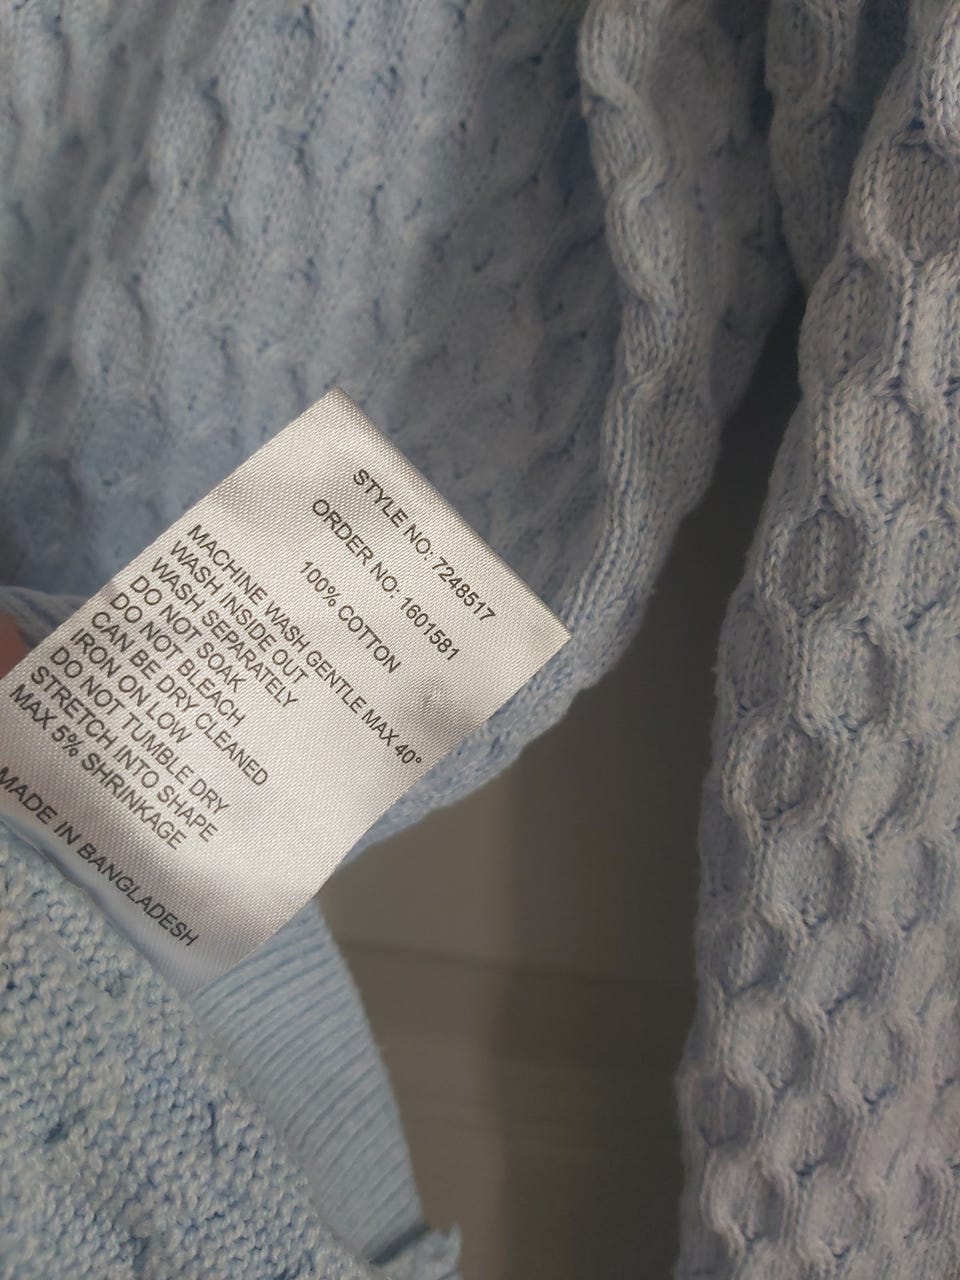 STYLE NO: 7248517
ORDER NO: 1601581
100% COTTON
MACHINE WASH GENTLE MAX 40°
WASH INSIDE OUT
WASH SEPARATELY
DO NOT SOAK
DO NOT BLEACH
CAN BE DRY CLEANED
IRON ON LOW
DO NOT TUMBLE DRY
STRETCH INTO SHAPE
MAX 5% SHRINKAGE
MADE IN BANGLADESH